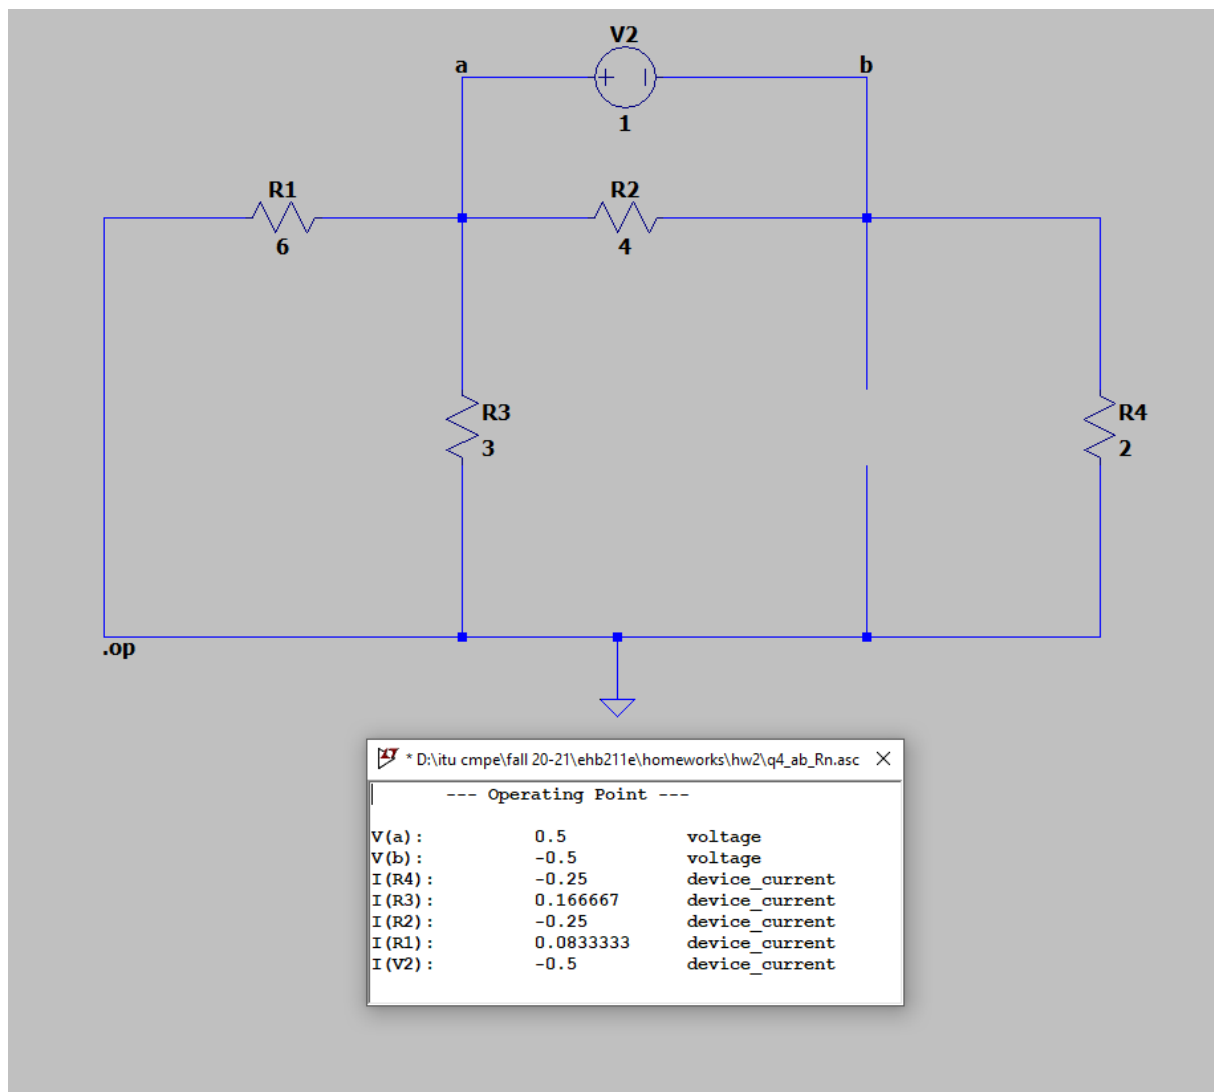 V2
a
b
1
R1
R2
6
4
R3
3
R4
2
.op
* D:\itu cmpe\fall 20-21\ehb211e\homeworks\hw2\q4_ab_Rn.asc
--- Operating Point ---
V(a): 0.5 voltage
V(b): -0.5 voltage
I(R4): -0.25 device_current
I(R3): 0.166667 device_current
I(R2): -0.25 device_current
I(R1): 0.0833333 device_current
I(V2): -0.5 device_current